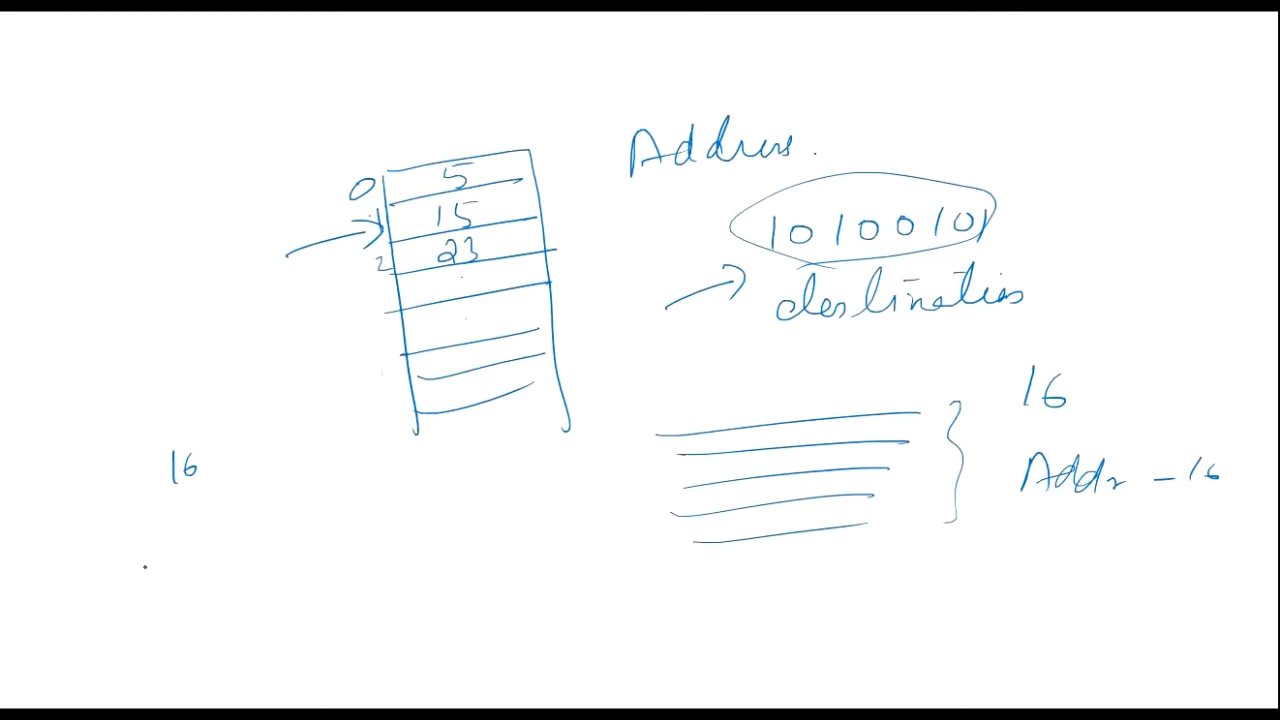 Address.
0 5
1 15
2 23
10100101
destination
16
Addr - 16
16